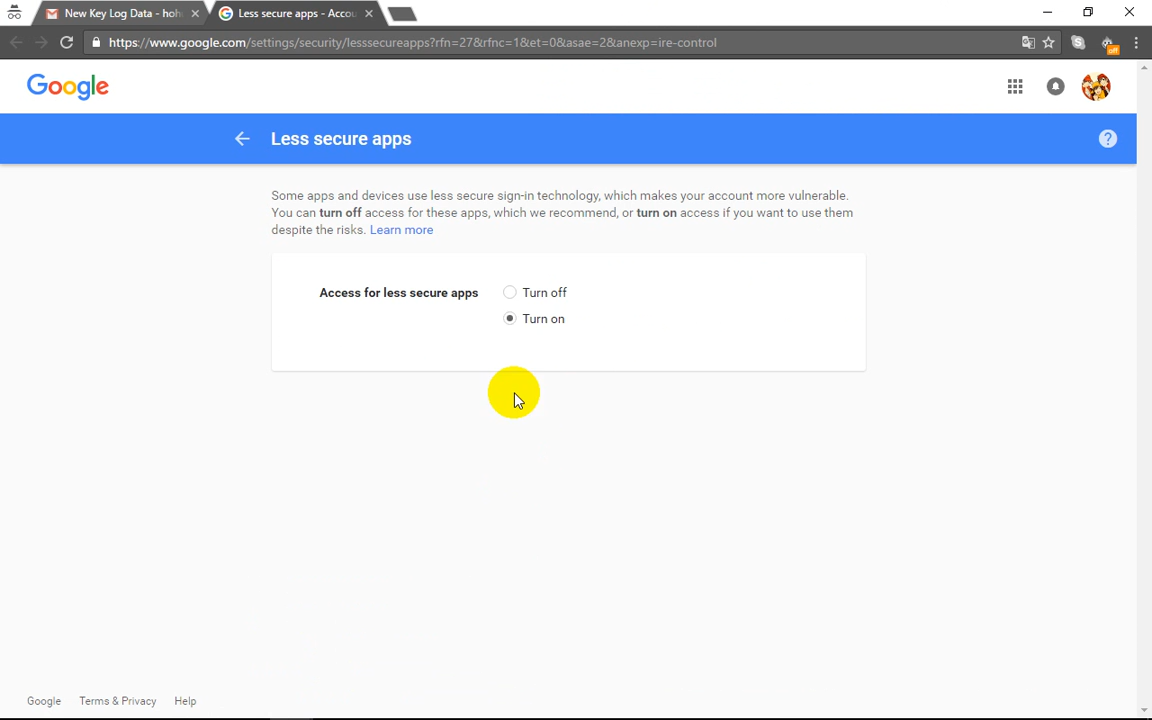 New Key Log Data - hoh
Less secure apps - Accou
https://www.google.com/settings/security/lesssecureapps?rfn=27&rfnc=1&et=0&asae=2&anexp=ire-control
off
Google
Less secure apps
?
Some apps and devices use less secure sign-in technology, which makes your account more vulnerable.
You can turn off access for these apps, which we recommend, or turn on access if you want to use them
despite the risks. Learn more
Access for less secure apps
Turn off
Turn on
Google Terms & Privacy Help